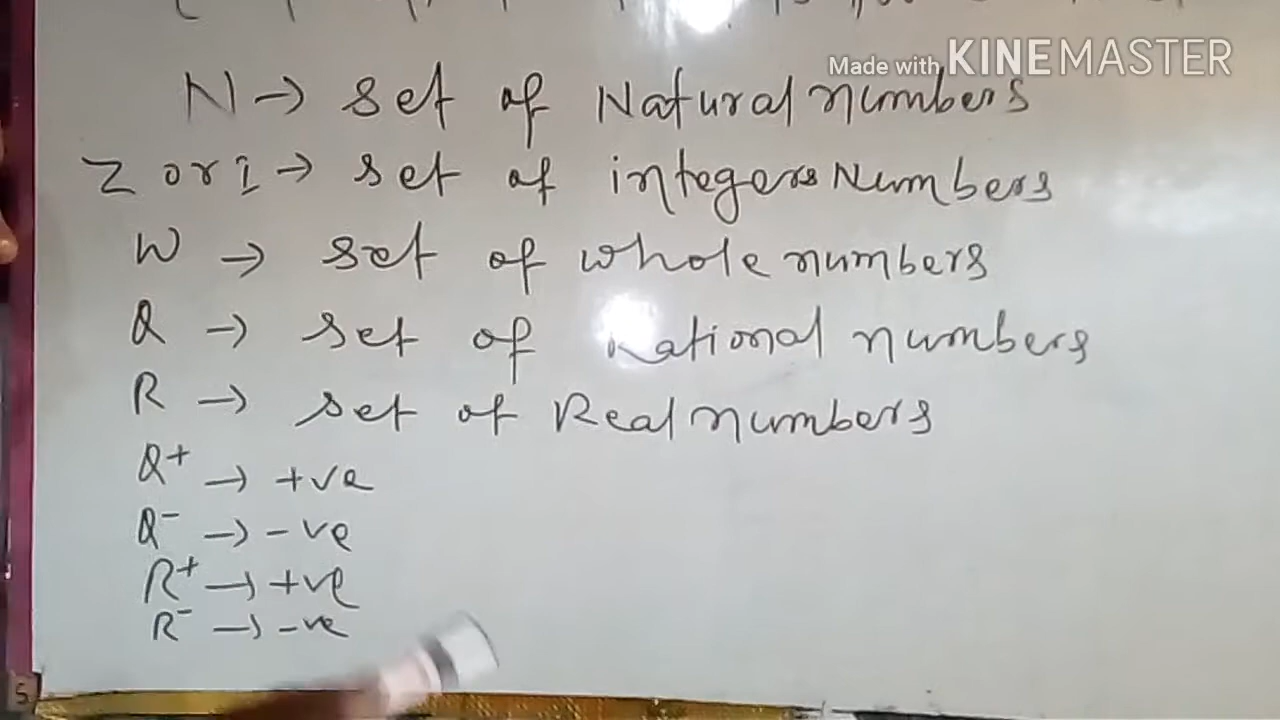 Made with KINEMASTER
N → set of Natural numbers
Z or I → set of integers Numbers
W → set of whole numbers
Q → set of Rational numbers
R → set of Real numbers
Q⁺ → +ve
Q⁻ → -ve
R⁺ → +ve
R⁻ → -ve